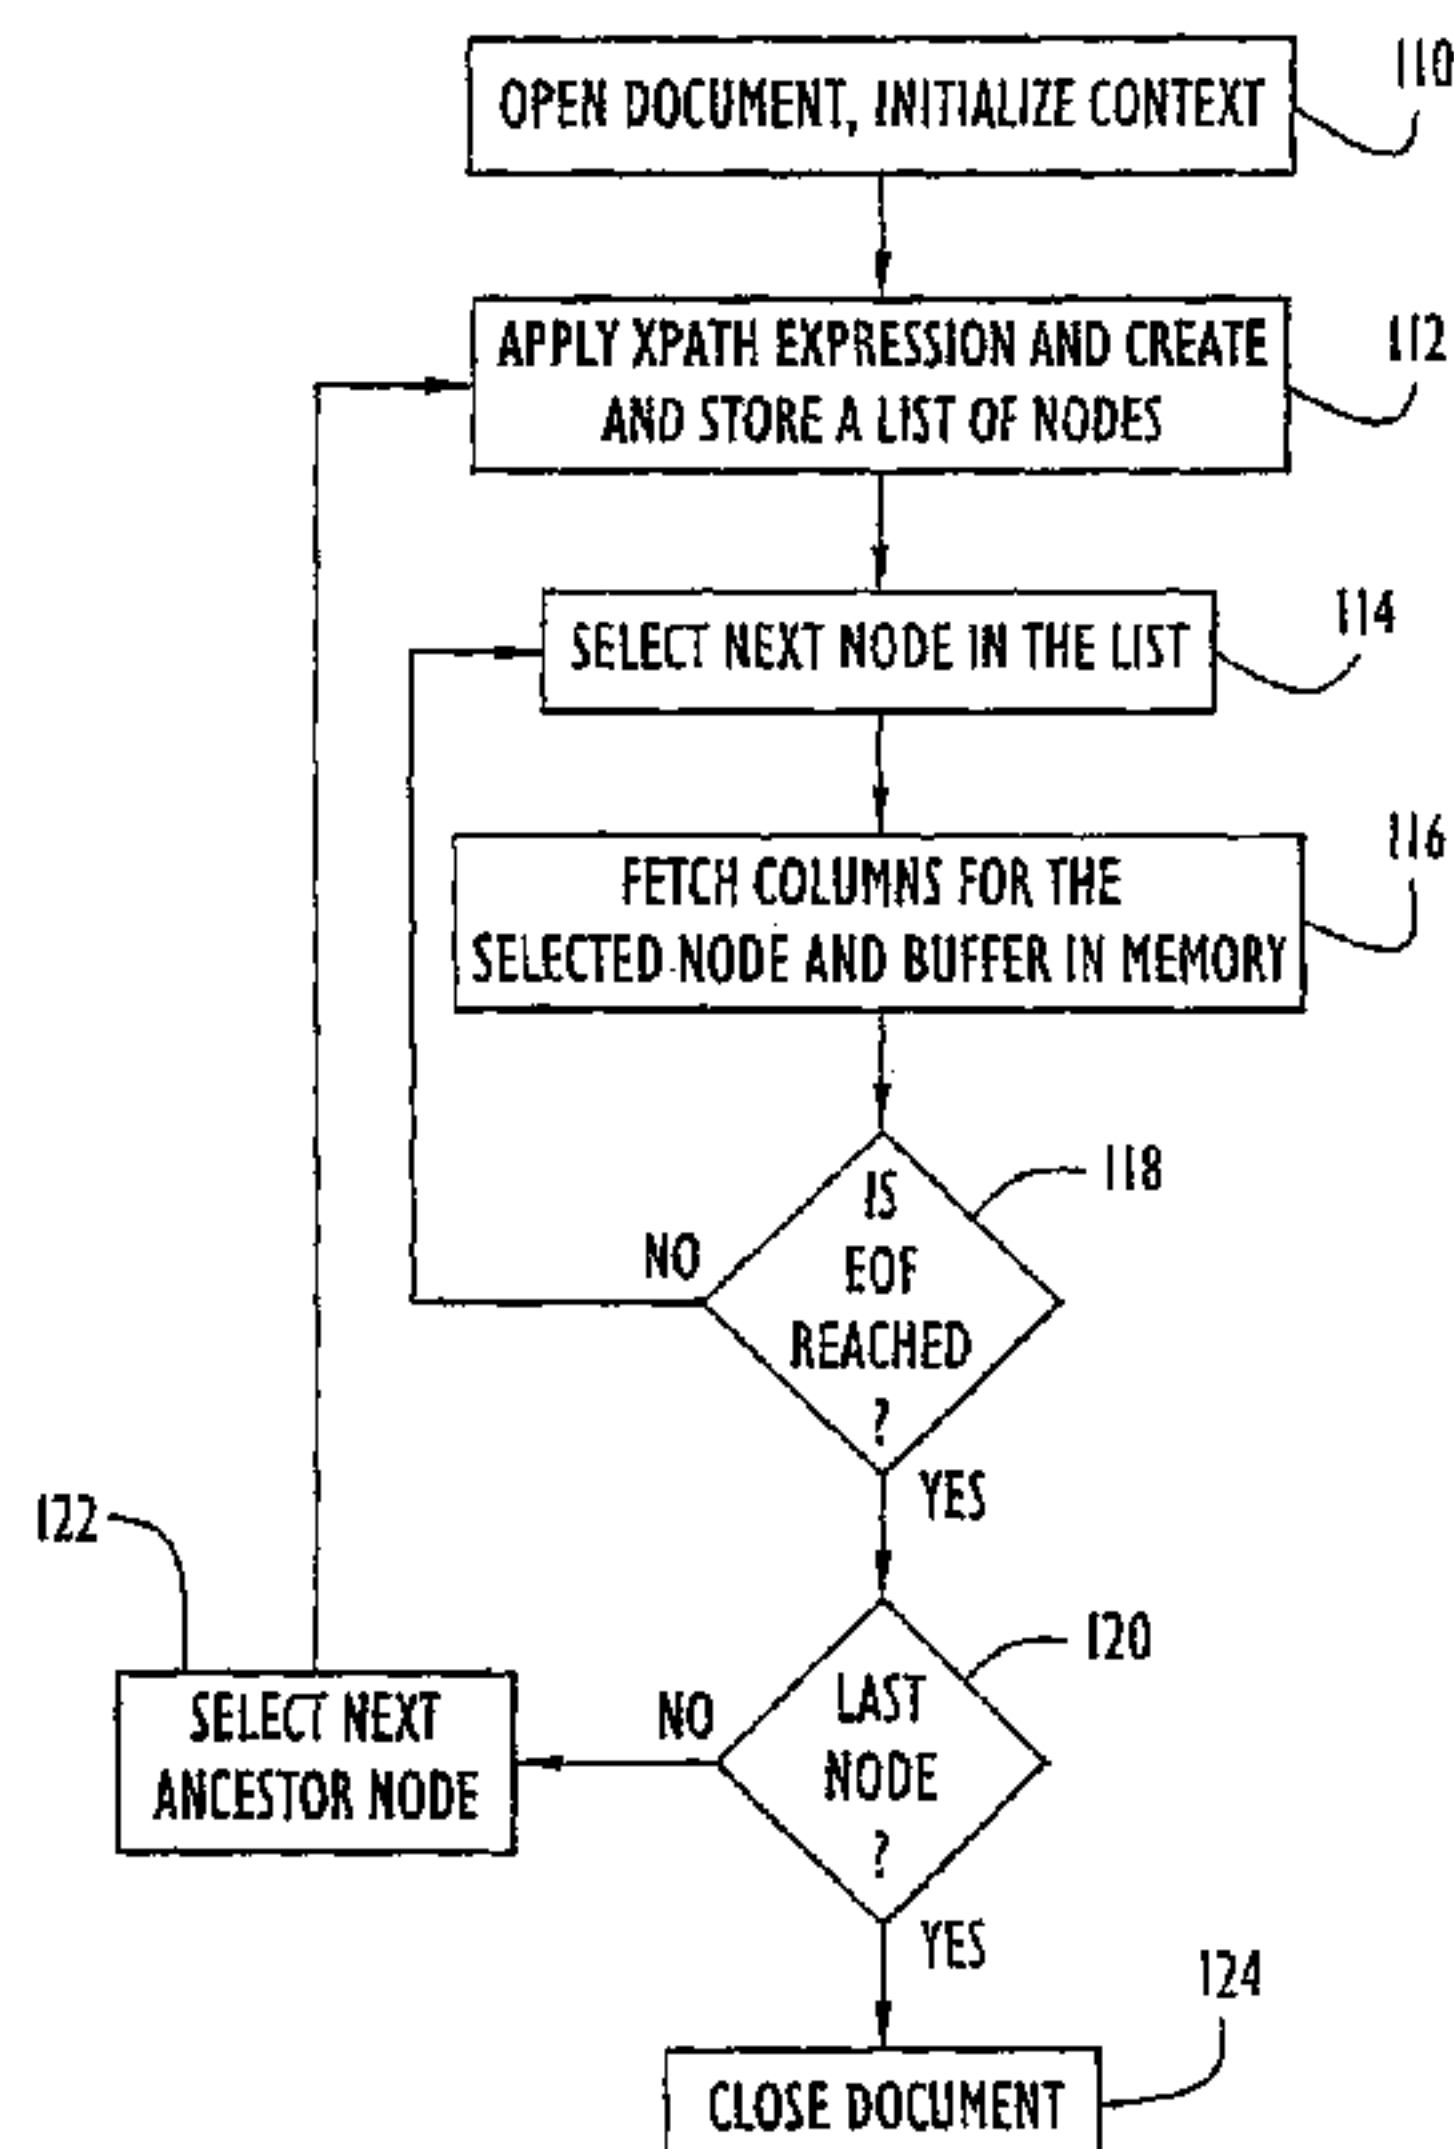 OPEN DOCUMENT, INITIALIZE CONTEXT
110
APPLY XPATH EXPRESSION AND CREATE
AND STORE A LIST OF NODES
112
SELECT NEXT NODE IN THE LIST
114
FETCH COLUMNS FOR THE
SELECTED NODE AND BUFFER IN MEMORY
116
IS
EOF
REACHED
?
118
NO
YES
122
SELECT NEXT
ANCESTOR NODE
NO
LAST
NODE
?
120
YES
CLOSE DOCUMENT
124